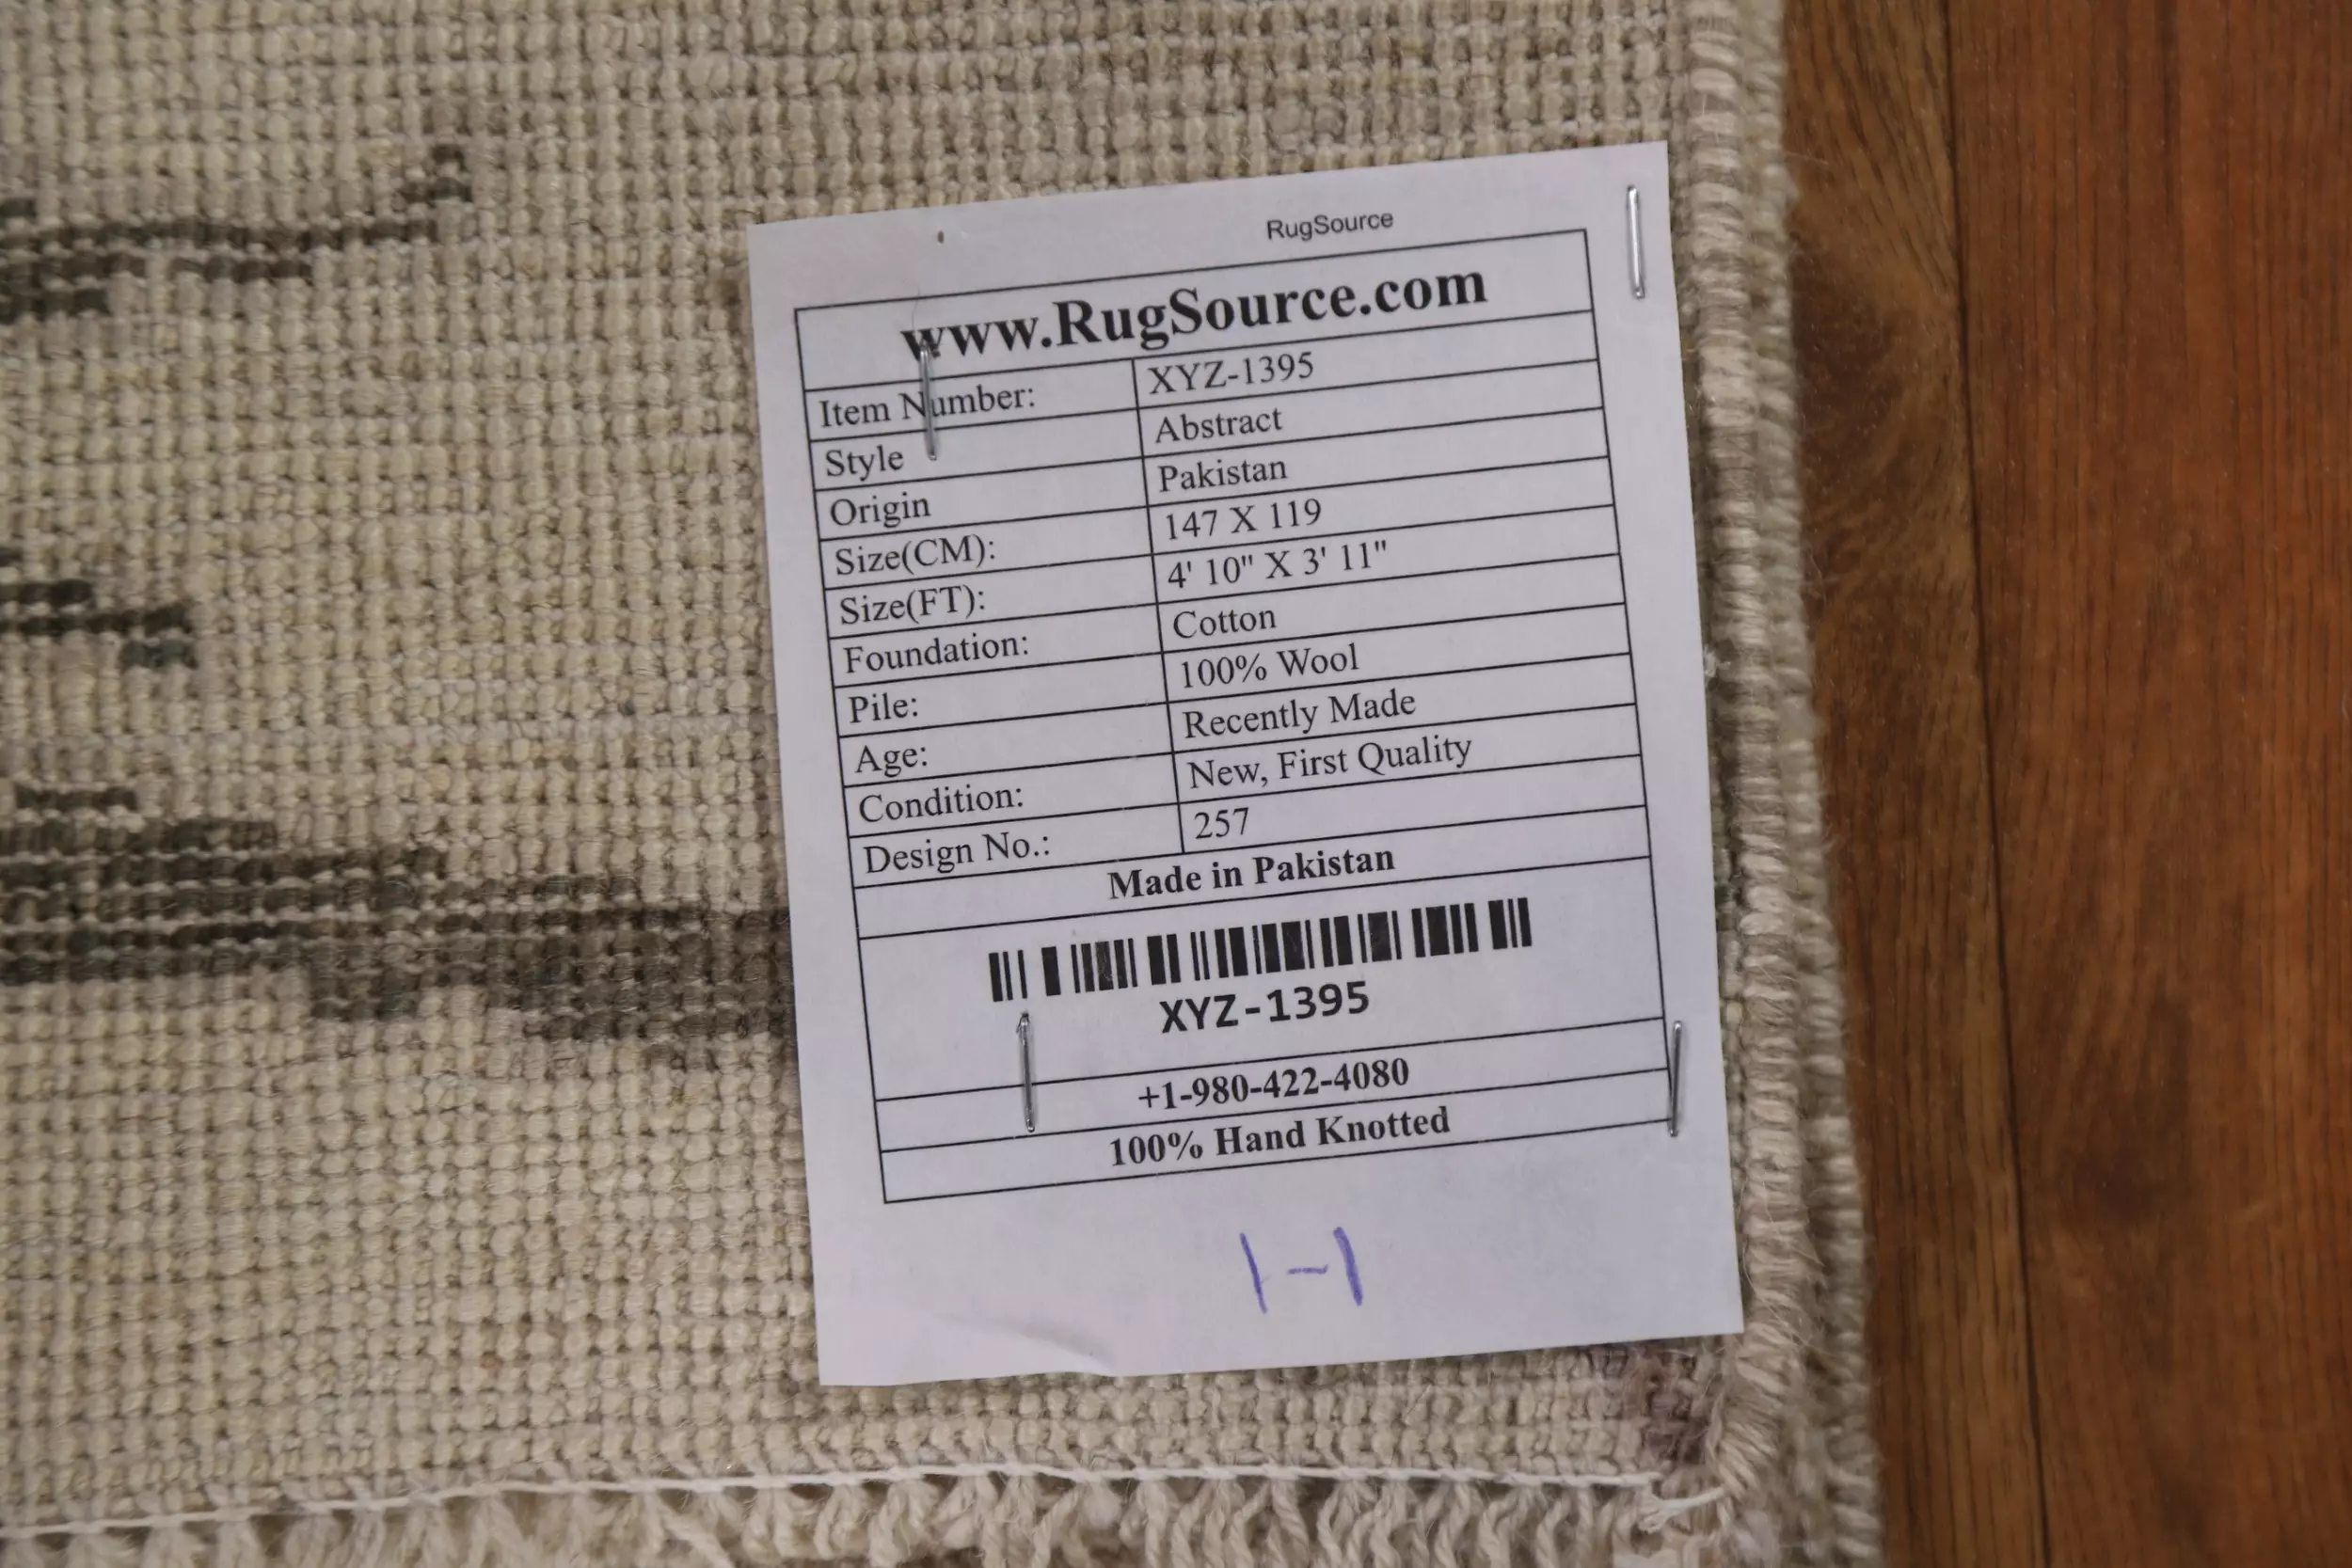 RugSource
www.RugSource.com
Item Number: XYZ-1395
Style Abstract
Origin Pakistan
Size(CM): 147 X 119
Size(FT): 4' 10" X 3' 11"
Foundation: Cotton
Pile: 100% Wool
Age: Recently Made
Condition: New, First Quality
Design No.: 257
Made in Pakistan
XYZ-1395
+1-980-422-4080
100% Hand Knotted
1-1